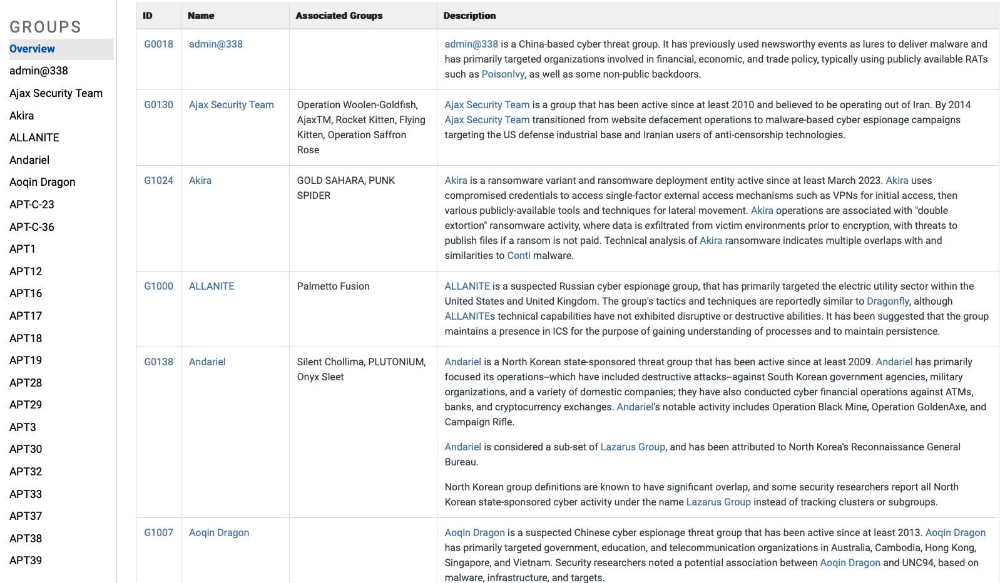 GROUPS
Overview
admin@338
Ajax Security Team
Akira
ALLANITE
Andariel
Aoqin Dragon
APT-C-23
APT-C-36
APT1
APT12
APT16
APT17
APT18
APT19
APT28
APT29
APT3
APT30
APT32
APT33
APT37
APT38
APT39
ID Name Associated Groups Description
G0018 admin@338 admin@338 is a China-based cyber threat group. It has previously used newsworthy events as lures to deliver malware and
has primarily targeted organizations involved in financial, economic, and trade policy, typically using publicly available RATs
such as PoisonIvy, as well as some non-public backdoors.
G0130 Ajax Security Team Operation Woolen-Goldfish, Ajax Security Team is a group that has been active since at least 2010 and believed to be operating out of Iran. By 2014
AjaxTM, Rocket Kitten, Flying Ajax Security Team transitioned from website defacement operations to malware-based cyber espionage campaigns
Kitten, Operation Saffron targeting the US defense industrial base and Iranian users of anti-censorship technologies.
Rose
G1024 Akira GOLD SAHARA, PUNK Akira is a ransomware variant and ransomware deployment entity active since at least March 2023. Akira uses
SPIDER compromised credentials to access single-factor external access mechanisms such as VPNs for initial access, then
various publicly-available tools and techniques for lateral movement. Akira operations are associated with "double
extortion" ransomware activity, where data is exfiltrated from victim environments prior to encryption, with threats to
publish files if a ransom is not paid. Technical analysis of Akira ransomware indicates multiple overlaps with and
similarities to Conti malware.
G1000 ALLANITE Palmetto Fusion ALLANITE is a suspected Russian cyber espionage group, that has primarily targeted the electric utility sector within the
United States and United Kingdom. The group's tactics and techniques are reportedly similar to Dragonfly, although
ALLANITEs technical capabilities have not exhibited disruptive or destructive abilities. It has been suggested that the group
maintains a presence in ICS for the purpose of gaining understanding of processes and to maintain persistence.
G0138 Andariel Silent Chollima, PLUTONIUM, Andariel is a North Korean state-sponsored threat group that has been active since at least 2009. Andariel has primarily
Onyx Sleet focused its operations--which have included destructive attacks--against South Korean government agencies, military
organizations, and a variety of domestic companies; they have also conducted cyber financial operations against ATMs,
banks, and cryptocurrency exchanges. Andariel's notable activity includes Operation Black Mine, Operation GoldenAxe, and
Campaign Rifle.
Andariel is considered a sub-set of Lazarus Group, and has been attributed to North Korea's Reconnaissance General
Bureau.
North Korean group definitions are known to have significant overlap, and some security researchers report all North
Korean state-sponsored cyber activity under the name Lazarus Group instead of tracking clusters or subgroups.
G1007 Aoqin Dragon Aoqin Dragon is a suspected Chinese cyber espionage threat group that has been active since at least 2013. Aoqin Dragon
has primarily targeted government, education, and telecommunication organizations in Australia, Cambodia, Hong Kong,
Singapore, and Vietnam. Security researchers noted a potential association between Aoqin Dragon and UNC94, based on
malware, infrastructure, and targets.